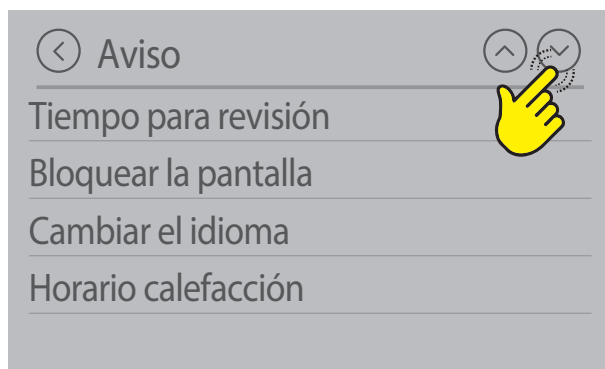 Aviso
Tiempo para revisión
Bloquear la pantalla
Cambiar el idioma
Horario calefacción